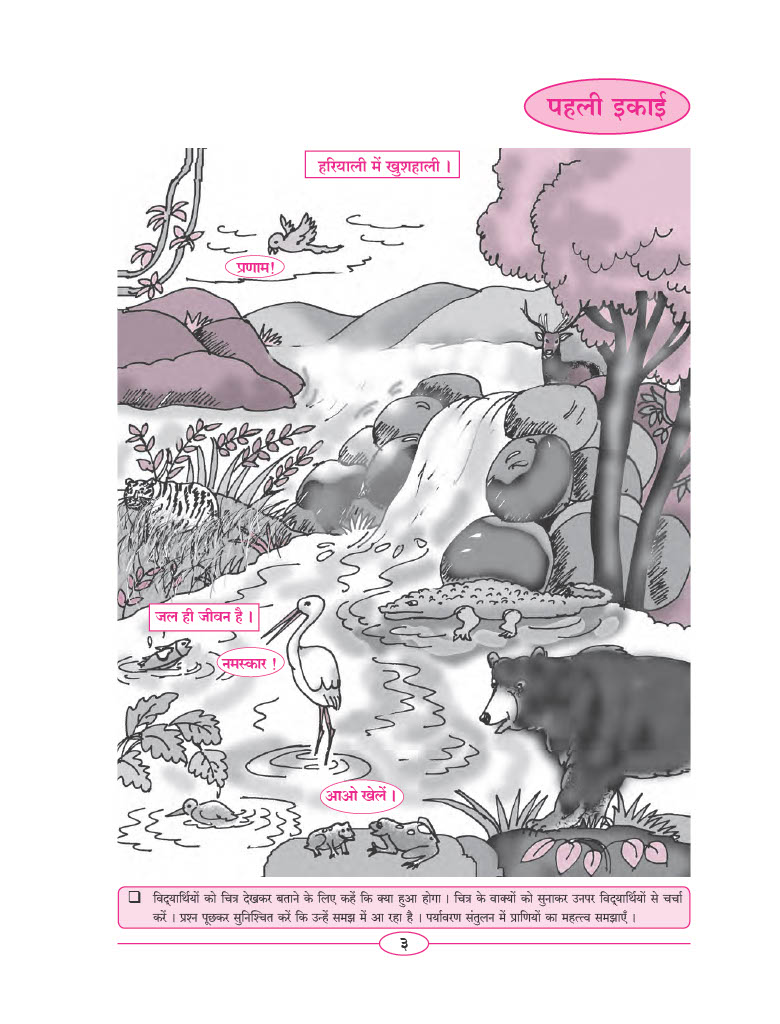 पहली इकाई
हरियाली में खुशहाली ।
प्रणाम!
जल ही जीवन है ।
नमस्कार !
आओ खेलें ।
❑ विद्यार्थियों को चित्र देखकर बताने के लिए कहें कि क्या हुआ होगा । चित्र के वाक्यों को सुनाकर उनपर विद्यार्थियों से चर्चा
करें । प्रश्न पूछकर सुनिश्चित करें कि उन्हें समझ में आ रहा है । पर्यावरण संतुलन में प्राणियों का महत्त्व समझाएँ ।
३